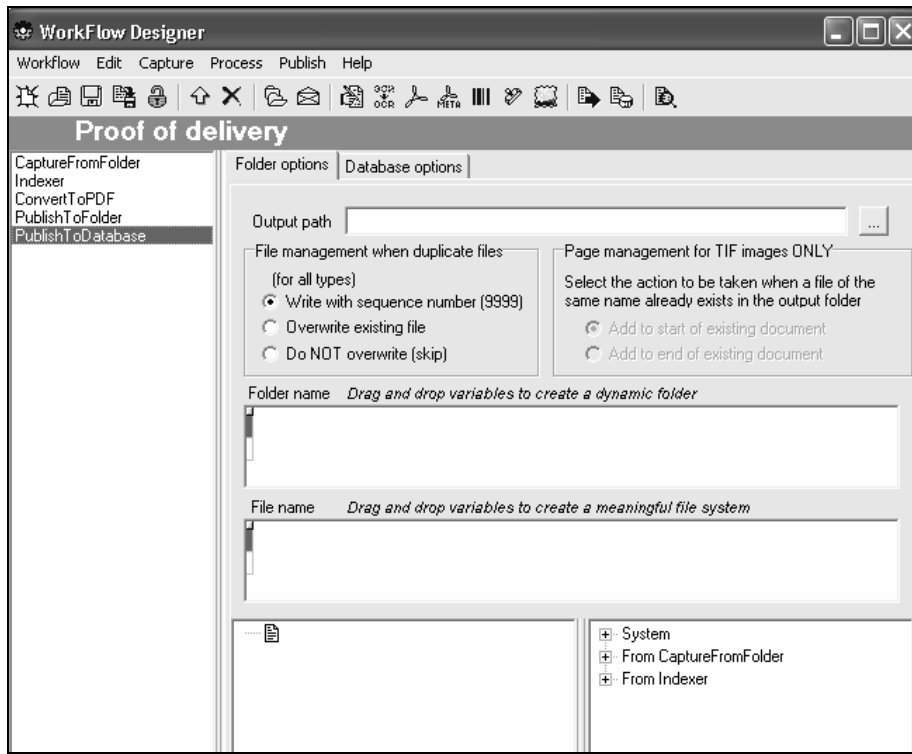 WorkFlow Designer
Workflow Edit Capture Process Publish Help
OCR
META
Proof of delivery
CaptureFromFolder
Indexer
ConvertToPDF
PublishToFolder
PublishToDatabase
Folder options
Database options
Output path
...
File management when duplicate files
(for all types)
Write with sequence number (9999)
Overwrite existing file
Do NOT overwrite (skip)
Page management for TIF images ONLY
Select the action to be taken when a file of the
same name already exists in the output folder
Add to start of existing document
Add to end of existing document
Folder name Drag and drop variables to create a dynamic folder
File name Drag and drop variables to create a meaningful file system
System
From CaptureFromFolder
From Indexer